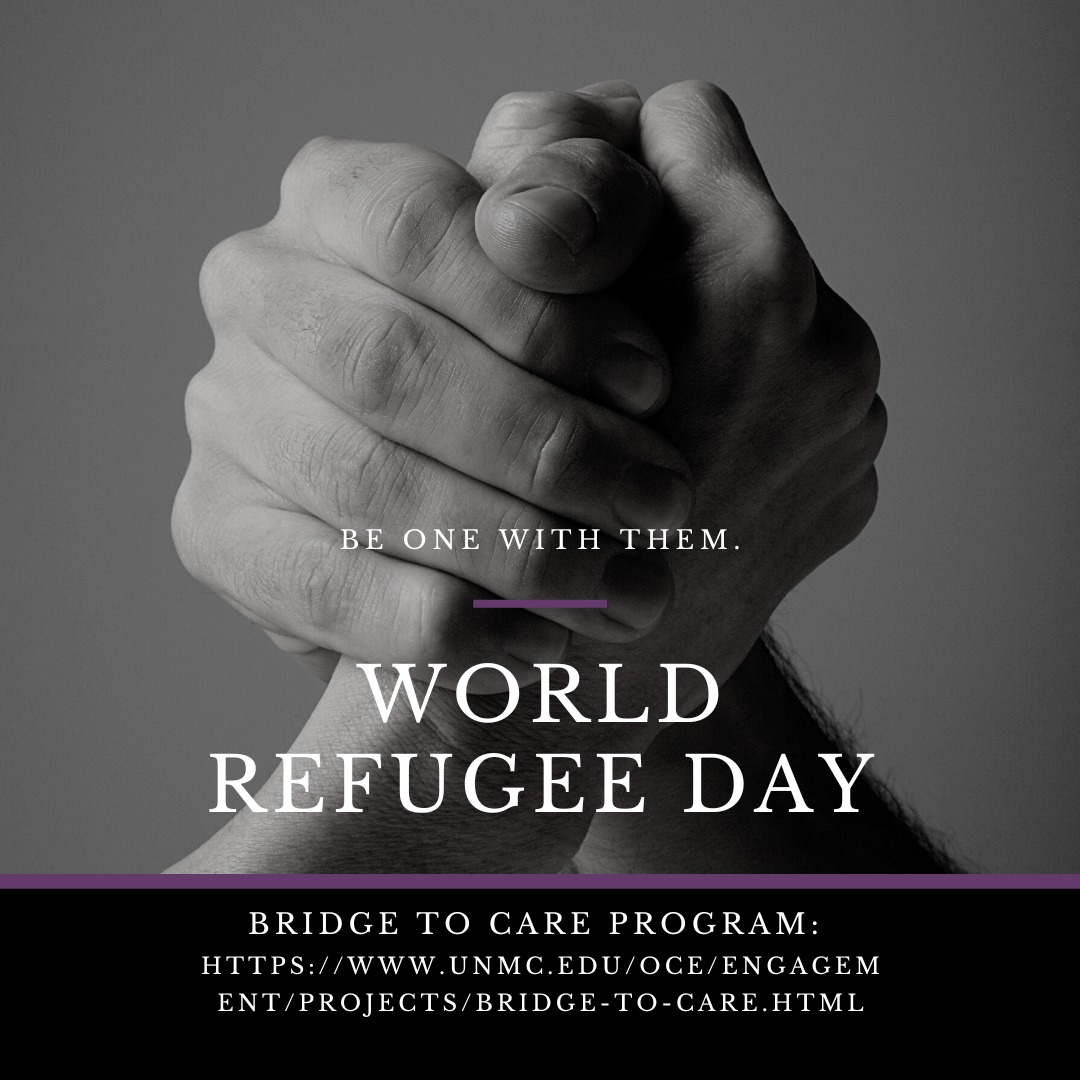 BE ONE WITH THEM.
WORLD
REFUGEE DAY
BRIDGE TO CARE PROGRAM:
HTTPS://WWW.UNMC.EDU/OCE/ENGAGEM
ENT/PROJECTS/BRIDGE-TO-CARE.HTML